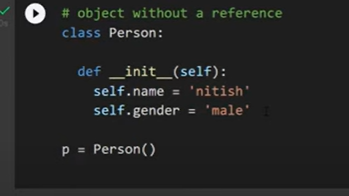 # object without a reference
class Person:
def __init__(self):
self.name = 'nitish'
self.gender = 'male'
p = Person()